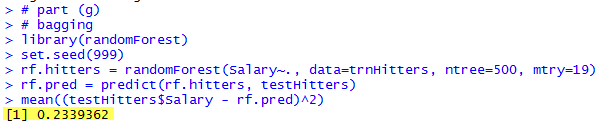 > # part (g)
> # bagging
> library(randomForest)
> set.seed(999)
> rf.hitters = randomForest(Salary~., data=trnHitters, ntree=500, mtry=19)
> rf.pred = predict(rf.hitters, testHitters)
> mean((testHitters$Salary - rf.pred)^2)
[1] 0.2339362